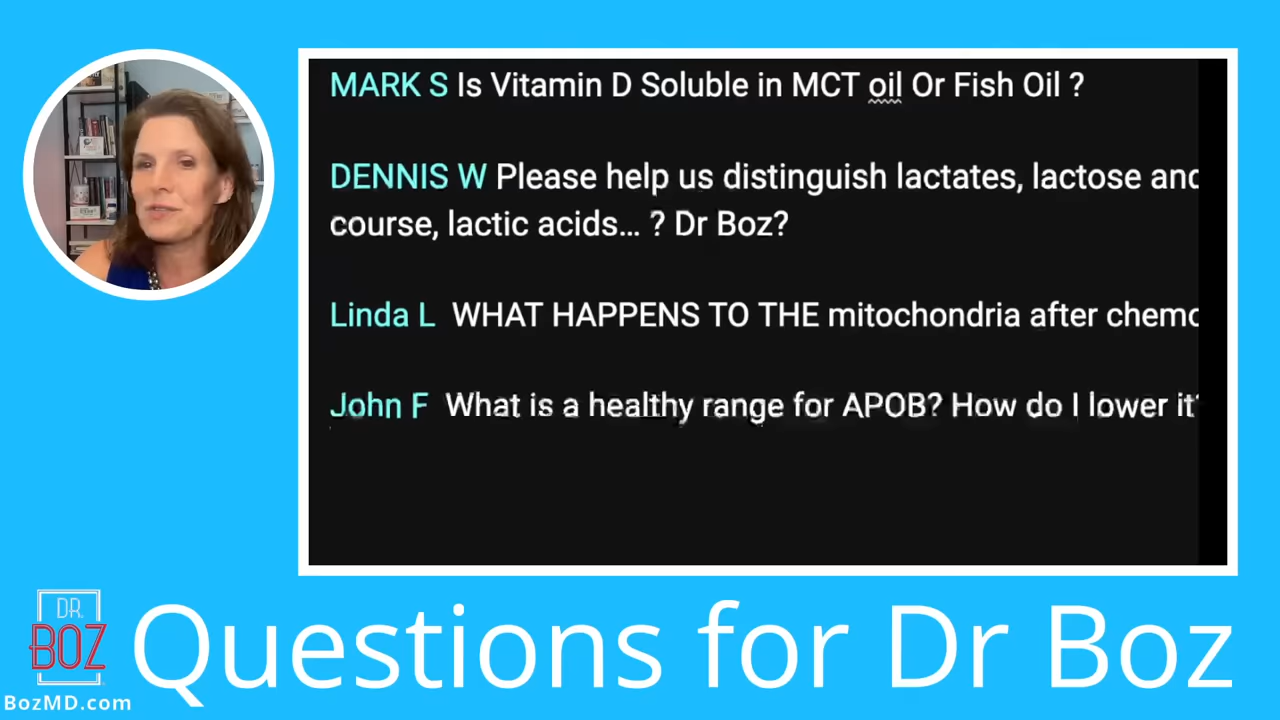 MARK S Is Vitamin D Soluble in MCT oil Or Fish Oil ?
DENNIS W Please help us distinguish lactates, lactose and
course, lactic acids... ? Dr Boz?
Linda L WHAT HAPPENS TO THE mitochondria after chemo
John F What is a healthy range for APOB? How do I lower it?
DR.
BOZ
Questions for Dr Boz
BozMD.com